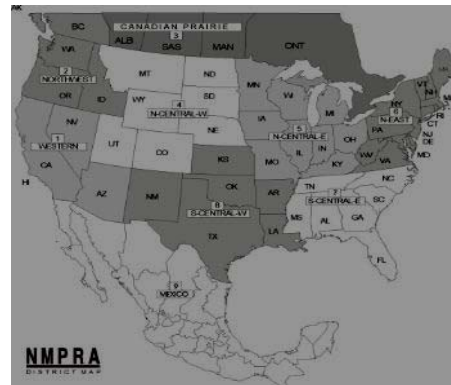 AK
BC
CANADIAN PRAIRIE
3
ALB
SAS
MAN
ONT
WA
2
NORTHWEST
OR
ID
MT
ND
SD
WY
4
N-CENTRAL-W
NE
MN
WI
MI
IA
5
N-CENTRAL-E
IL
IN
OH
MO
KY
VT
NH
NY
6
N-EAST
PA
RI
CT
NJ
DE
MD
WV
VA
NV
1
WESTERN
CA
UT
CO
AZ
HI
KS
OK
NM
8
S-CENTRAL-W
TX
AR
LA
TN
NC
7
S-CENTRAL-E
SC
MS
AL
GA
FL
9
MEXICO
NMPRA
DISTRICT MAP